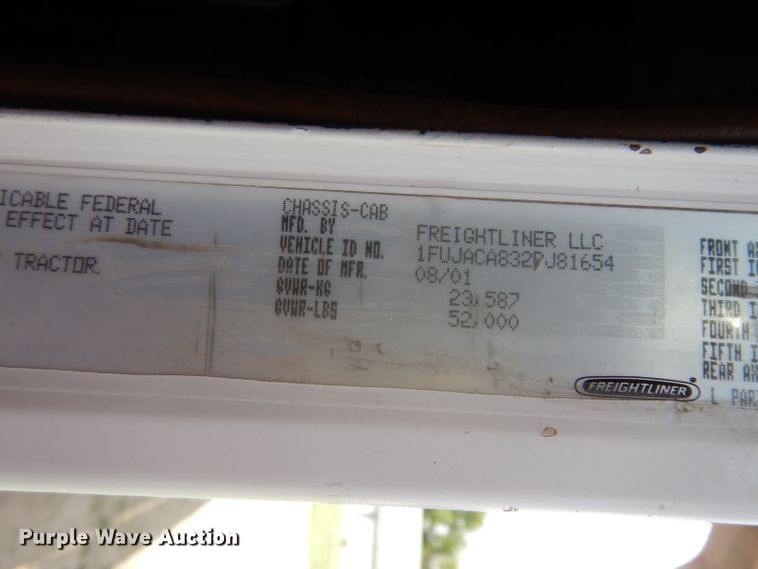 ICABLE FEDERAL
EFFECT AT DATE
TRACTOR.
CHASSIS-CAB
MFD. BY FREIGHTLINER LLC
VEHICLE ID NO. 1FUJACA832PJ81654
DATE OF MFR. 08/01
GVWR-KG 23,587
GVWR-LBS 52,000
FRONT AS
FIRST I
SECOND
THIRD I
FOURTH
FIFTH I
REAR AX
FREIGHTLINER
L PAR
Purple Wave Auction